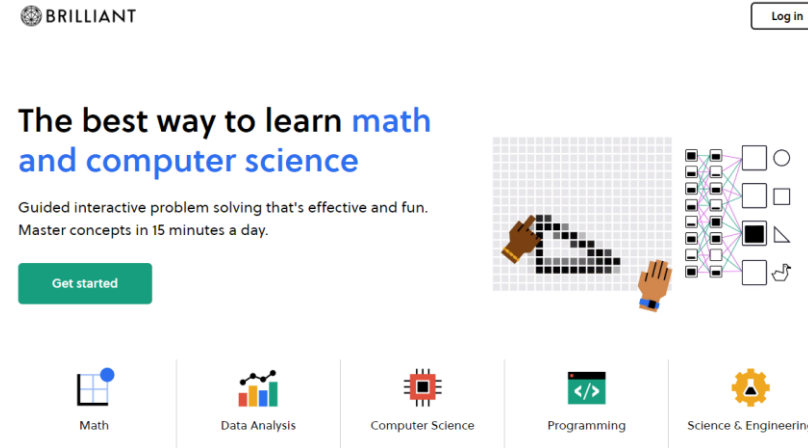 BRILLIANT
Log in
The best way to learn math
and computer science
Guided interactive problem solving that's effective and fun.
Master concepts in 15 minutes a day.
Get started
</>
Math
Data Analysis
Computer Science
Programming
Science & Engineerin